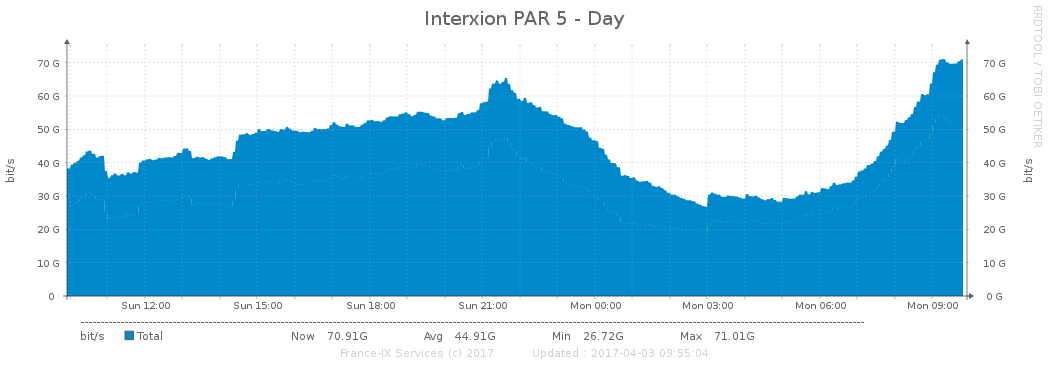 Interxion PAR 5 - Day
RRDTOOL / TOBI OETIKER
bit/s
70 G 70 G
60 G 60 G
50 G 50 G
40 G 40 G
30 G 30 G
20 G 20 G
10 G 10 G
0 0 G
bit/s
Sun 12:00 Sun 15:00 Sun 18:00 Sun 21:00 Mon 00:00 Mon 03:00 Mon 06:00 Mon 09:00
bit/s Total Now 70.91G Avg 44.91G Min 26.72G Max 71.01G
France-IX Services (c) 2017 Updated : 2017-04-03 09:55:04